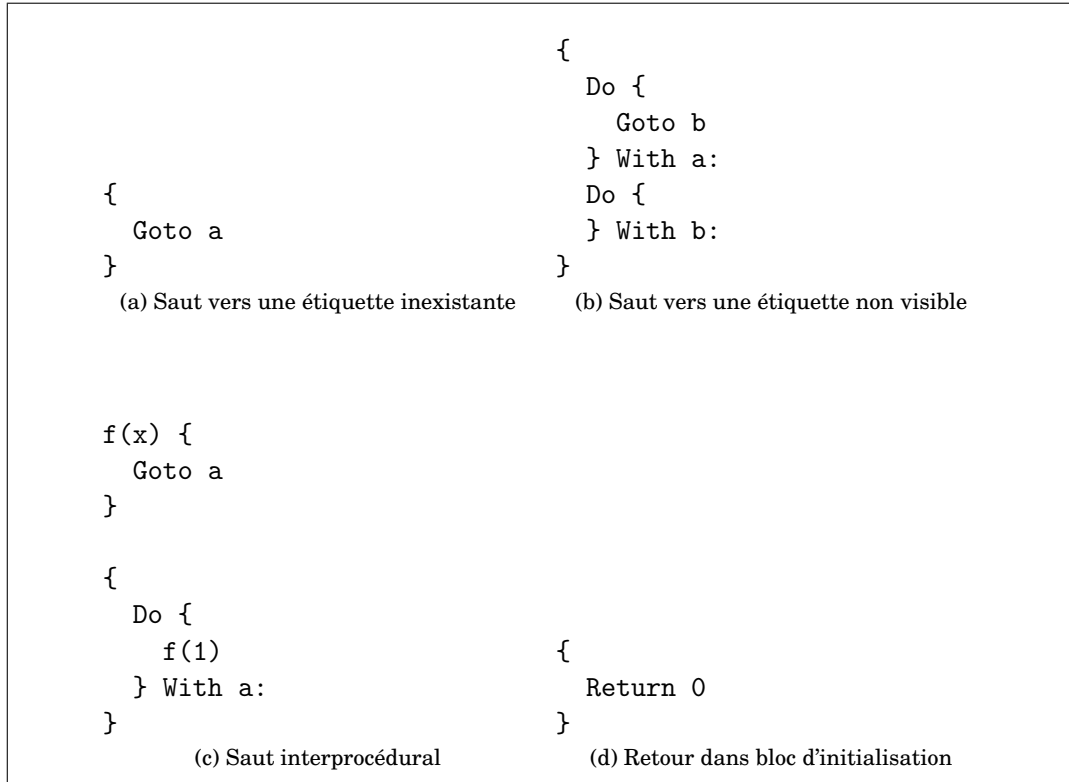 {
  Goto a
}
(a) Saut vers une étiquette inexistante
{
  Do {
    Goto b
  } With a:
  Do {
  } With b:
}
(b) Saut vers une étiquette non visible
f(x) {
  Goto a
}
{
  Do {
    f(1)
  } With a:
}
(c) Saut interprocédural
{
  Return 0
}
(d) Retour dans bloc d'initialisation